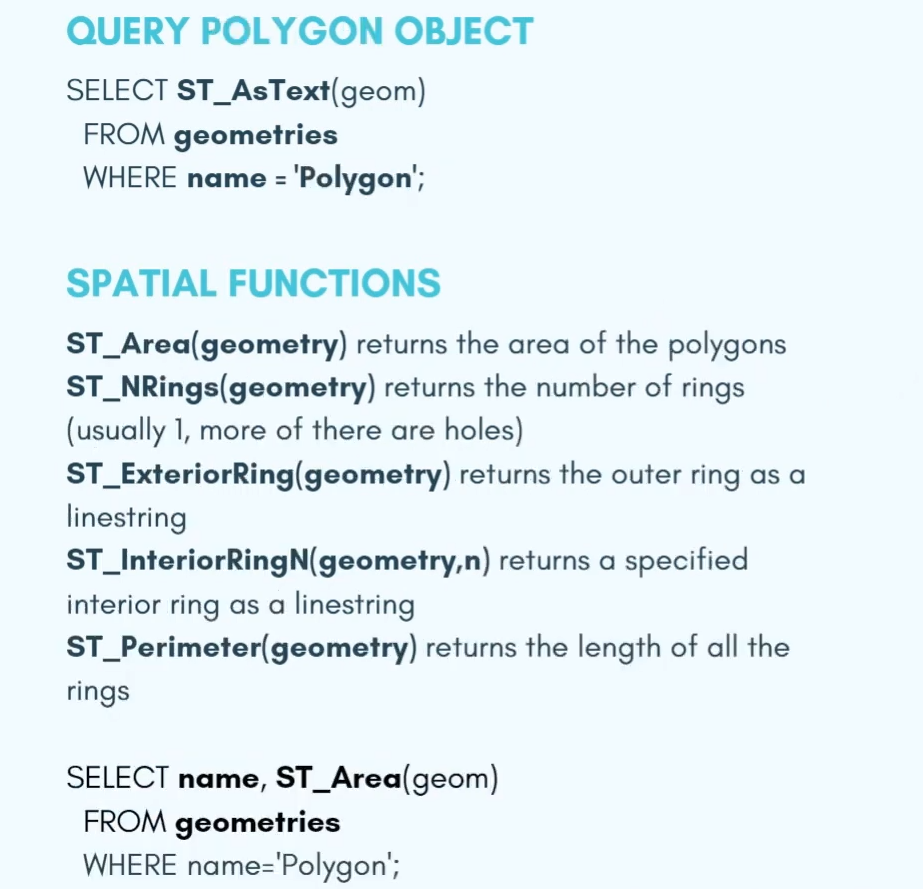 QUERY POLYGON OBJECT
SELECT ST_AsText(geom)
FROM geometries
WHERE name = 'Polygon';
SPATIAL FUNCTIONS
ST_Area(geometry) returns the area of the polygons
ST_NRings(geometry) returns the number of rings
(usually 1, more of there are holes)
ST_ExteriorRing(geometry) returns the outer ring as a
linestring
ST_InteriorRingN(geometry,n) returns a specified
interior ring as a linestring
ST_Perimeter(geometry) returns the length of all the
rings
SELECT name, ST_Area(geom)
FROM geometries
WHERE name='Polygon';